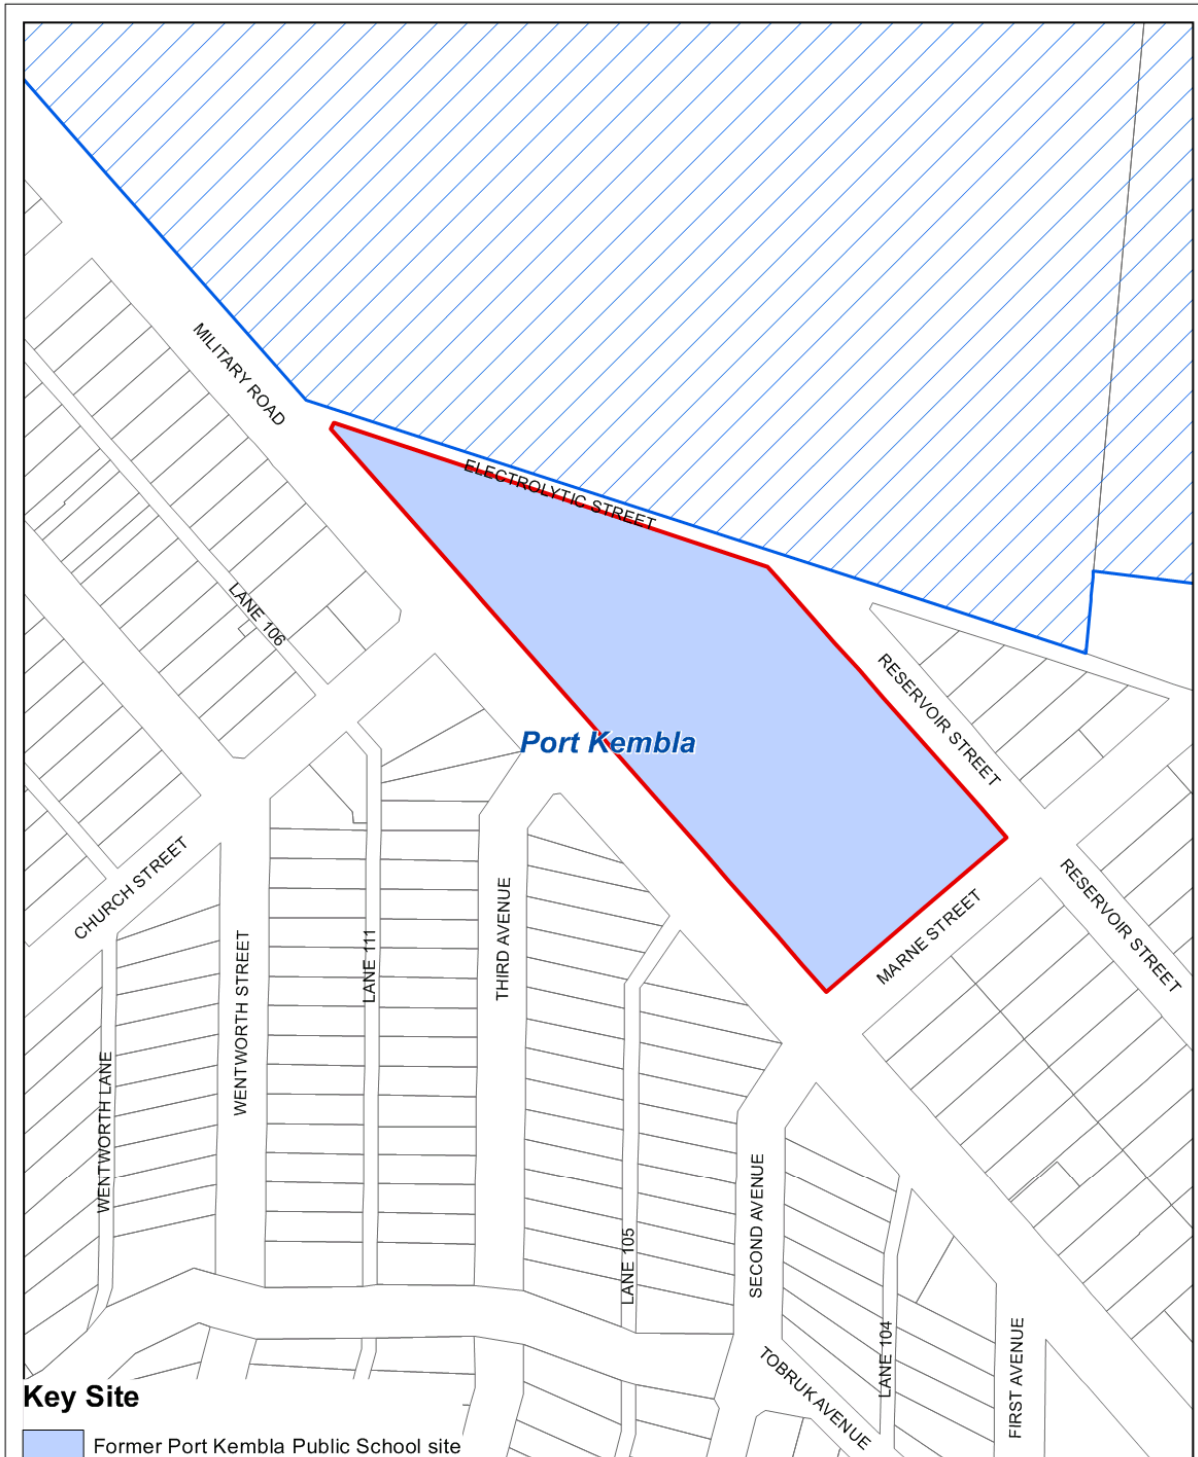 MILITARY ROAD
ELECTROLYTIC STREET
LANE 106
RESERVOIR STREET
Port Kembla
CHURCH STREET
RESERVOIR STREET
MARNE STREET
THIRD AVENUE
LANE 111
WENTWORTH STREET
WENTWORTH LANE
SECOND AVENUE
LANE 105
LANE 104
FIRST AVENUE
TOBRUK AVENUE
Key Site
Former Port Kembla Public School site